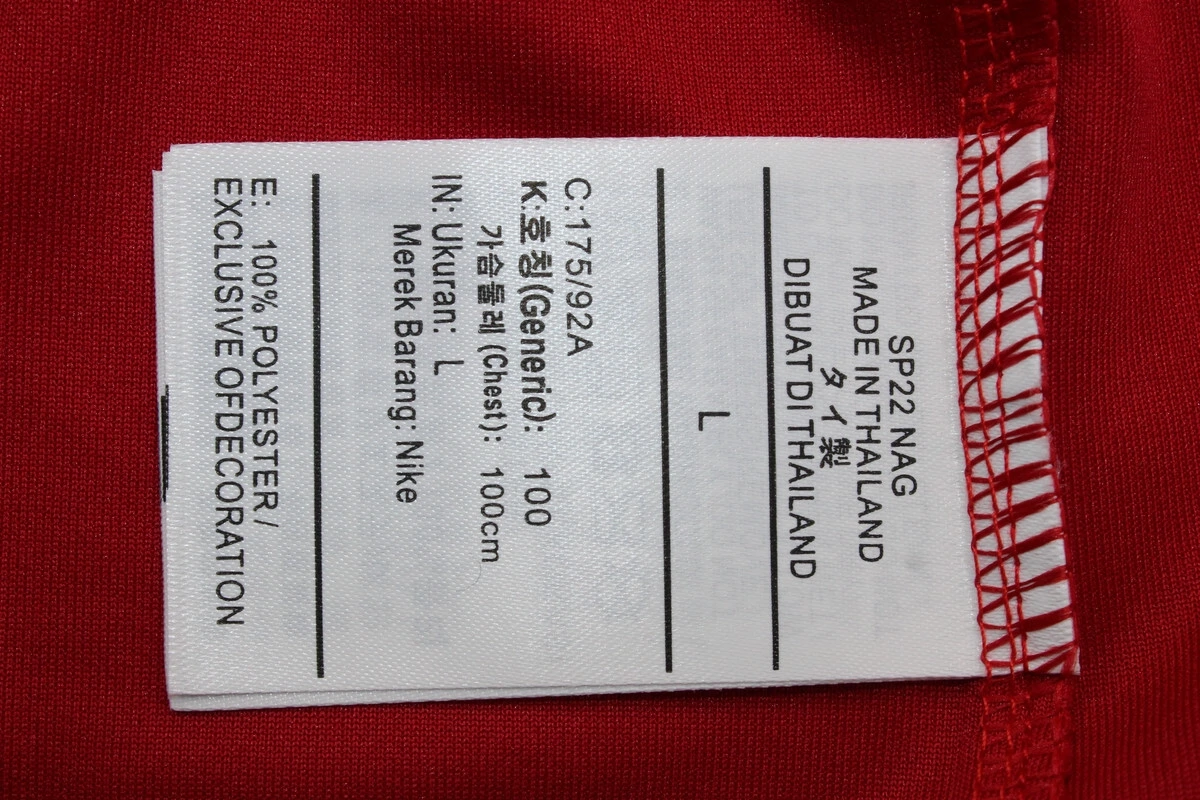 SP22 NAG
MADE IN THAILAND
タイ製
DIBUAT DI THAILAND
L
C:175/92A
K:호칭(Generic): 100
가슴둘레 (Chest): 100cm
IN: Ukuran: L
Merek Barang: Nike
E: 100% POLYESTER/
EXCLUSIVE OFDECORATION